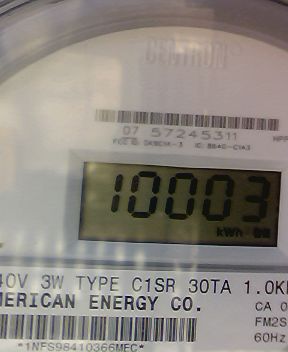 07 57245311
10003
kWh
40V 3W TYPE C1SR 30TA 1.0K
MERICAN ENERGY CO.
CA 0
FM2S
60Hz
*1NFS98410366MFC*